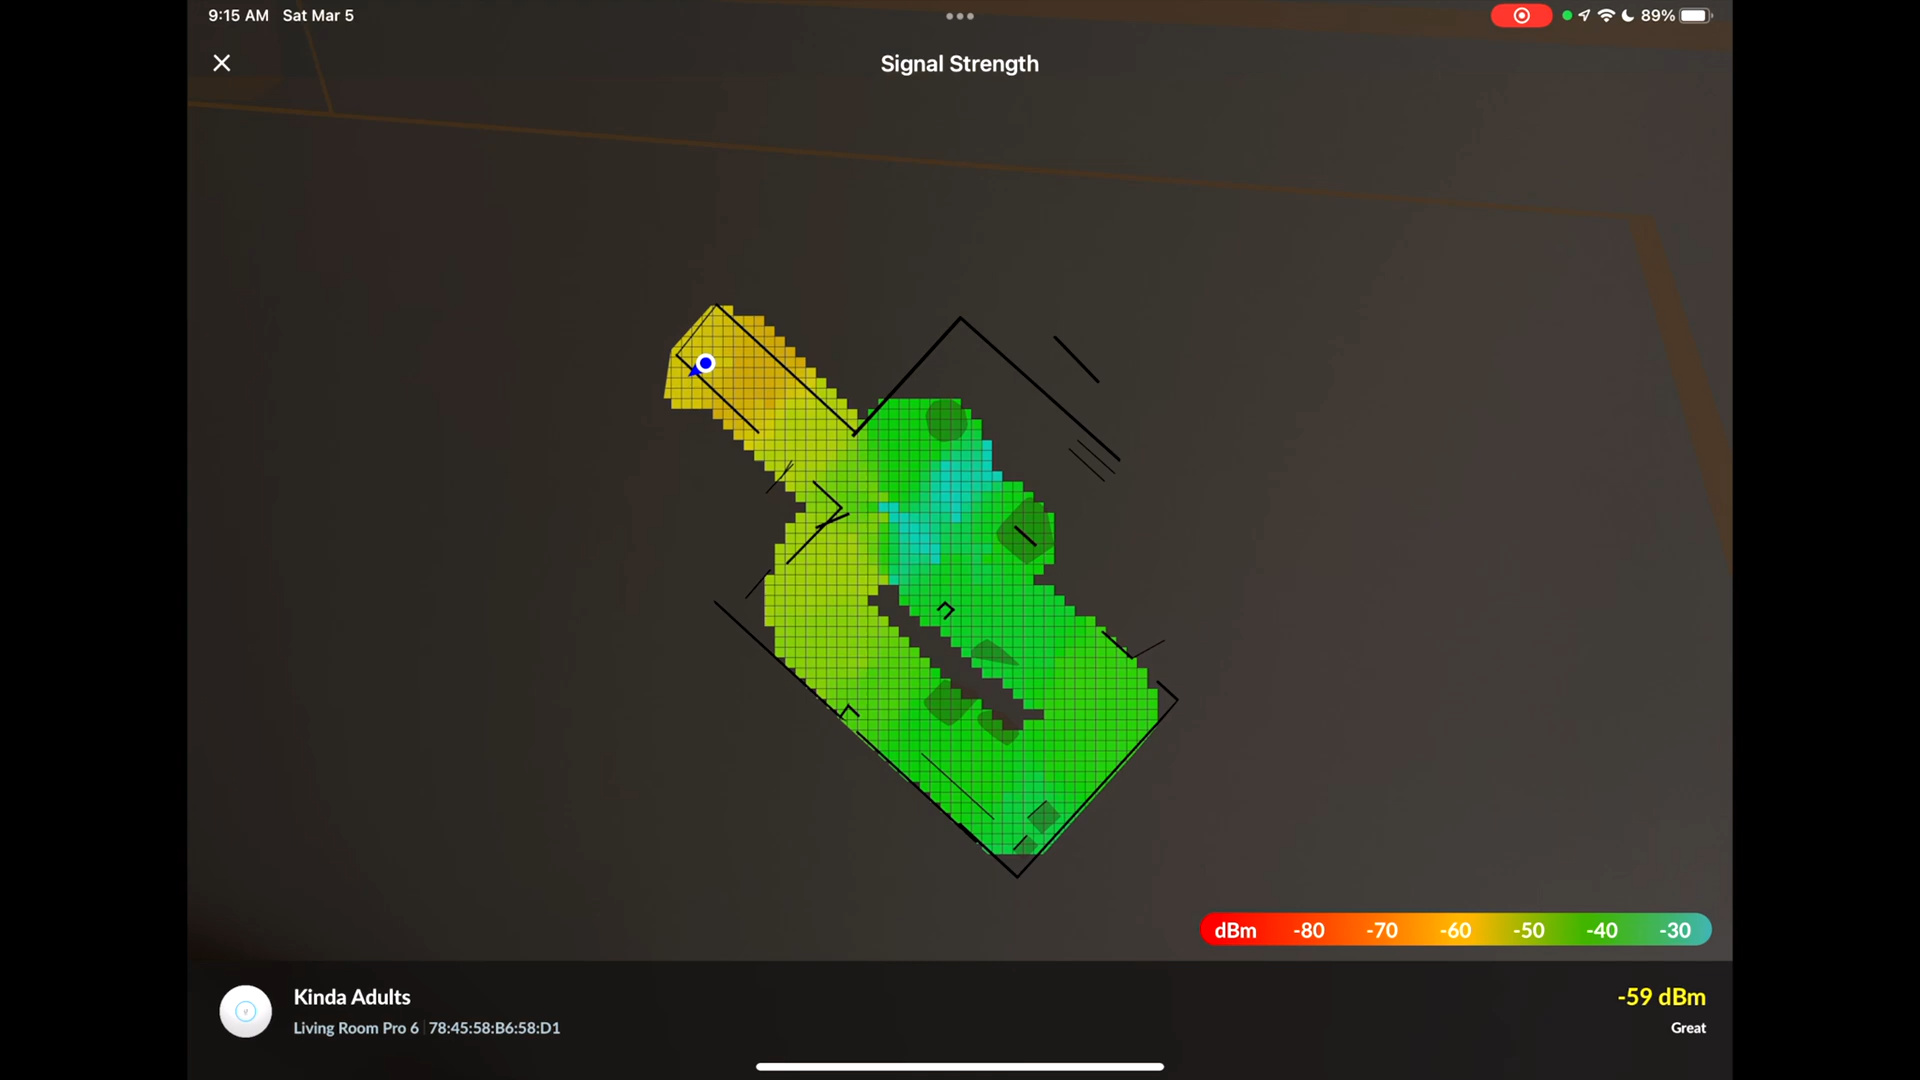 9:15 AM Sat Mar 5
89%
Signal Strength
dBm -80 -70 -60 -50 -40 -30
Kinda Adults
Living Room Pro 6 | 78:45:58:B6:58:D1
-59 dBm
Great